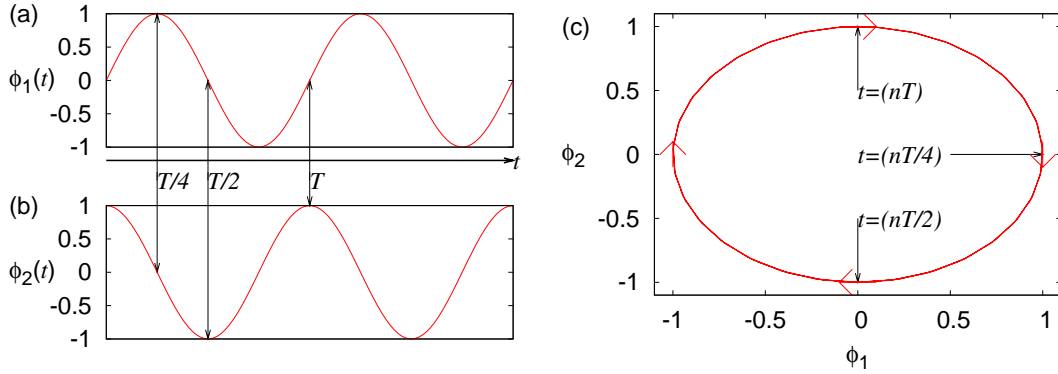 (a)
1
0.5
0
-0.5
-1
ϕ1(t)
t
T/4
T/2
T
(b)
1
0.5
0
-0.5
-1
ϕ2(t)
(c)
1
0.5
0
-0.5
-1
ϕ2
t=(nT)
t=(nT/4)
t=(nT/2)
-1 -0.5 0 0.5 1
ϕ1